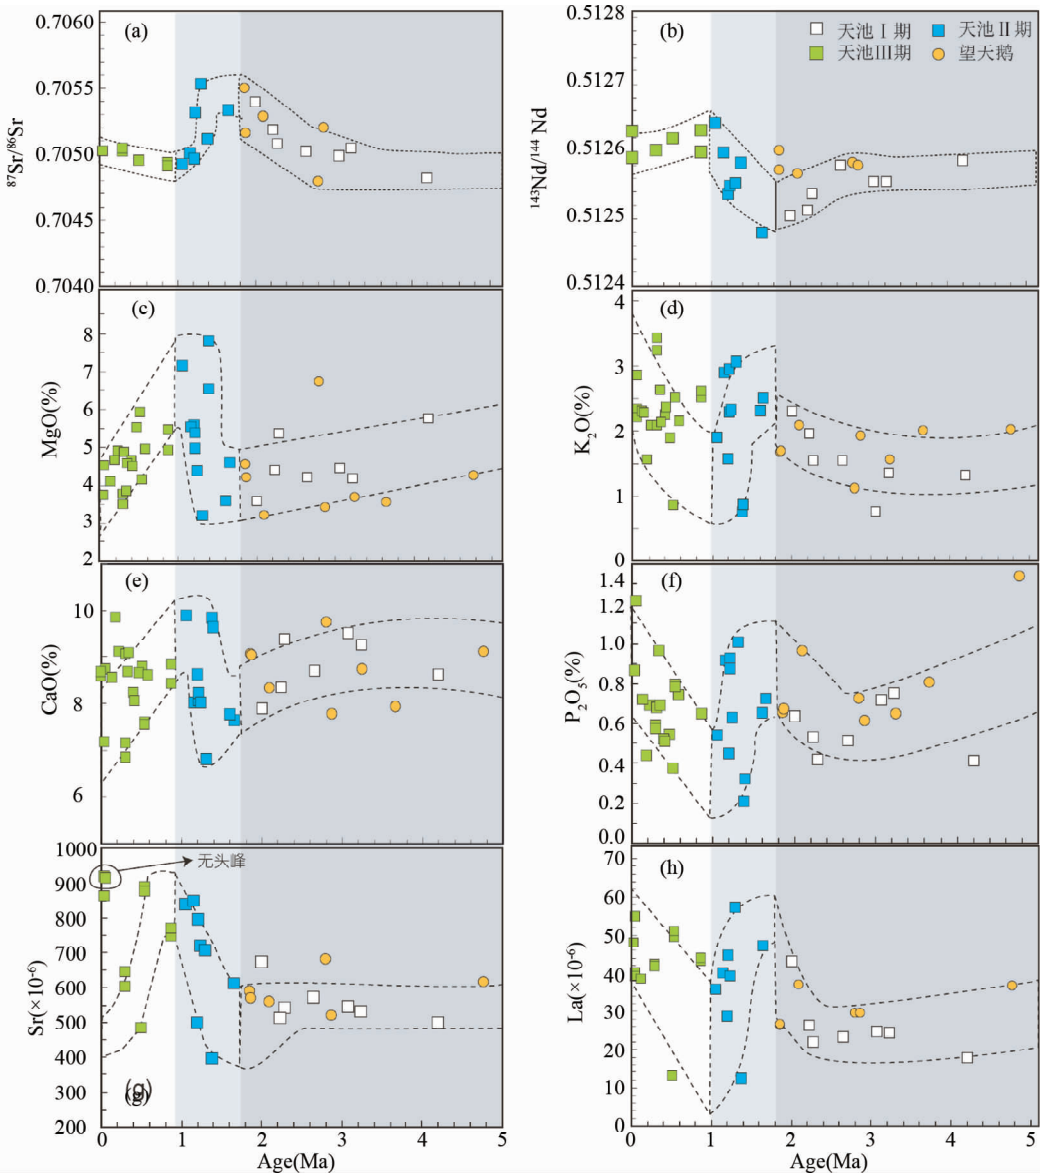 (a)
0.7060
0.7055
0.7050
0.7045
0.7040
⁸⁷Sr/⁸⁶Sr
(b)
天池Ⅰ期
天池Ⅱ期
天池Ⅲ期
望天鹅
0.5128
0.5127
0.5126
0.5125
0.5124
¹⁴³Nd/¹⁴⁴Nd
(c)
8
7
6
5
4
3
2
MgO(%)
(d)
4
3
2
1
0
K₂O(%)
(e)
10
8
6
CaO(%)
(f)
1.4
1.2
1.0
0.8
0.6
0.4
0.2
0.0
P₂O₅(%)
1000
900
800
700
600
500
400
300
200
Sr(×10⁻⁶)
无头峰
(g)
(g)
0 1 2 3 4 5
Age(Ma)
(h)
70
60
50
40
30
20
10
0
La(×10⁻⁶)
0 1 2 3 4 5
Age(Ma)